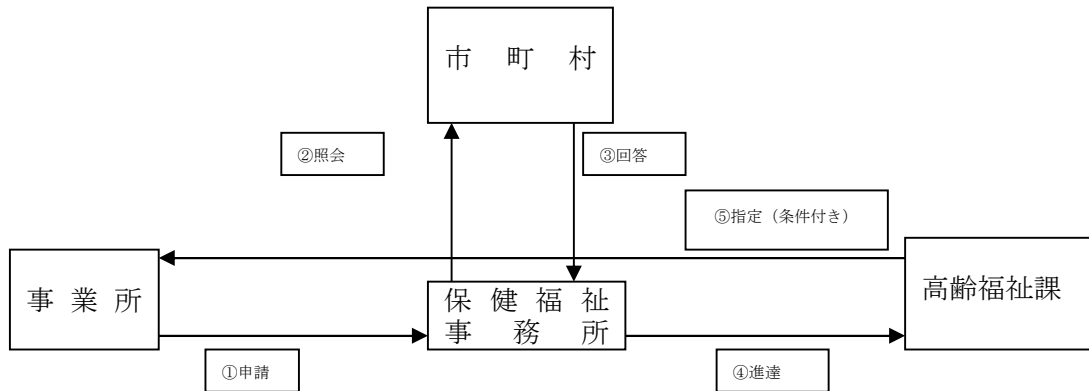 市町村
②照会
③回答
⑤指定（条件付き）
事業所
保健福祉
事務所
高齢福祉課
①申請
④進達